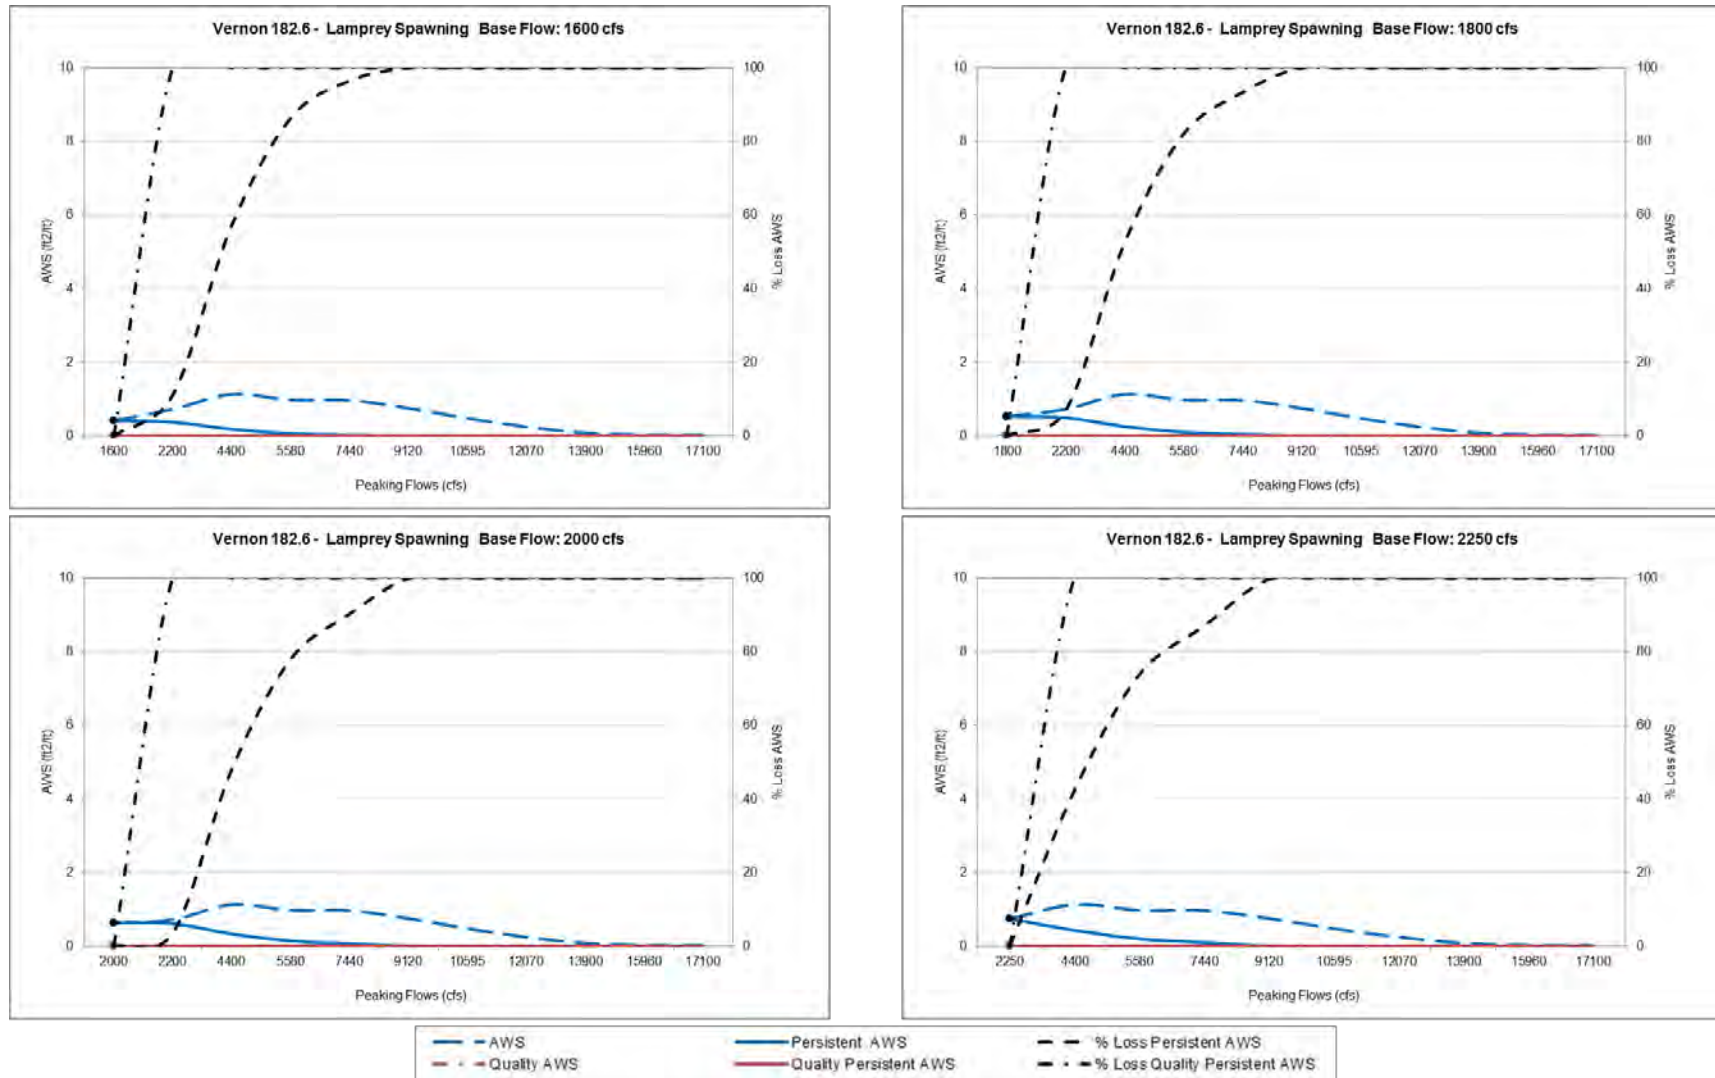 Vernon 182.6 - Lamprey Spawning Base Flow: 1600 cfs
10
8
6
4
2
0
AWS (ft2/ft)
100
80
60
40
20
0
% Loss AWS
1600 2200 4400 5580 7440 9120 10595 12070 13900 15960 17100
Peaking Flows (cfs)
Vernon 182.6 - Lamprey Spawning Base Flow: 1800 cfs
10
8
6
4
2
0
AWS (ft2/ft)
100
80
60
40
20
0
% Loss AWS
1800 2200 4400 5580 7440 9120 10595 12070 13900 15960 17100
Peaking Flows (cfs)
Vernon 182.6 - Lamprey Spawning Base Flow: 2000 cfs
10
8
6
4
2
0
AWS (ft2/ft)
100
80
60
40
20
0
% Loss AWS
2000 2200 4400 5580 7440 9120 10595 12070 13900 15960 17100
Peaking Flows (cfs)
Vernon 182.6 - Lamprey Spawning Base Flow: 2250 cfs
10
8
6
4
2
0
AWS (ft2/ft)
100
80
60
40
20
0
% Loss AWS
2250 4400 5580 7440 9120 10595 12070 13900 15960 17100
Peaking Flows (cfs)
AWS Persistent AWS % Loss Persistent AWS
Quality AWS Quality Persistent AWS % Loss Quality Persistent AWS